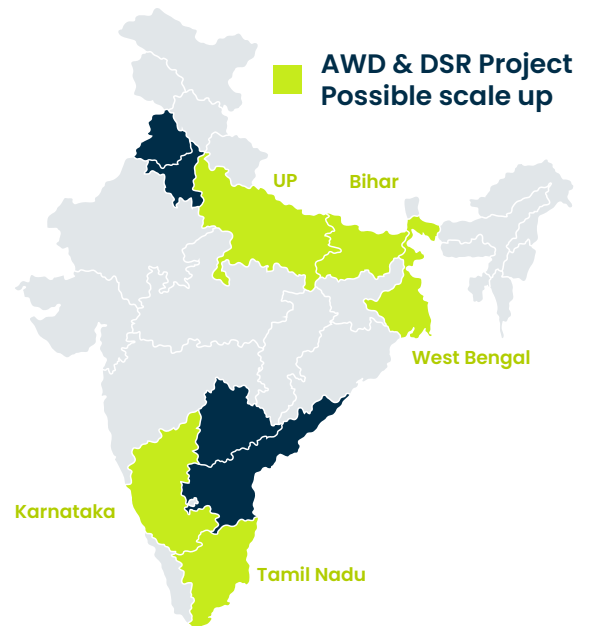 AWD & DSR Project
Possible scale up
UP
Bihar
West Bengal
Karnataka
Tamil Nadu